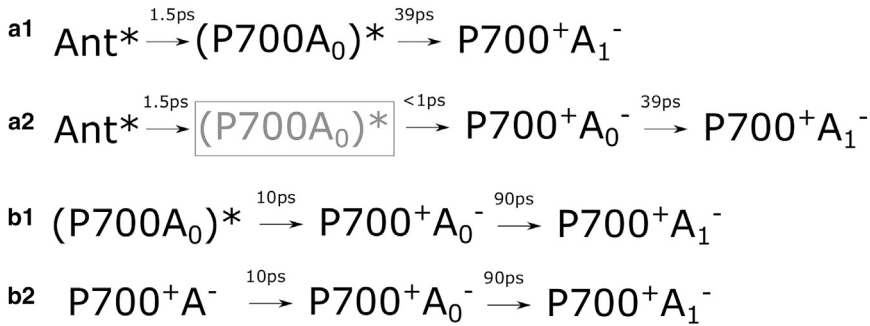 a1 Ant* 1.5ps → (P700A₀)* 39ps → P700⁺A₁⁻
a2 Ant* 1.5ps → (P700A₀)* <1ps → P700⁺A₀⁻ 39ps → P700⁺A₁⁻
b1 (P700A₀)* 10ps → P700⁺A₀⁻ 90ps → P700⁺A₁⁻
b2 P700⁺A⁻ 10ps → P700⁺A₀⁻ 90ps → P700⁺A₁⁻